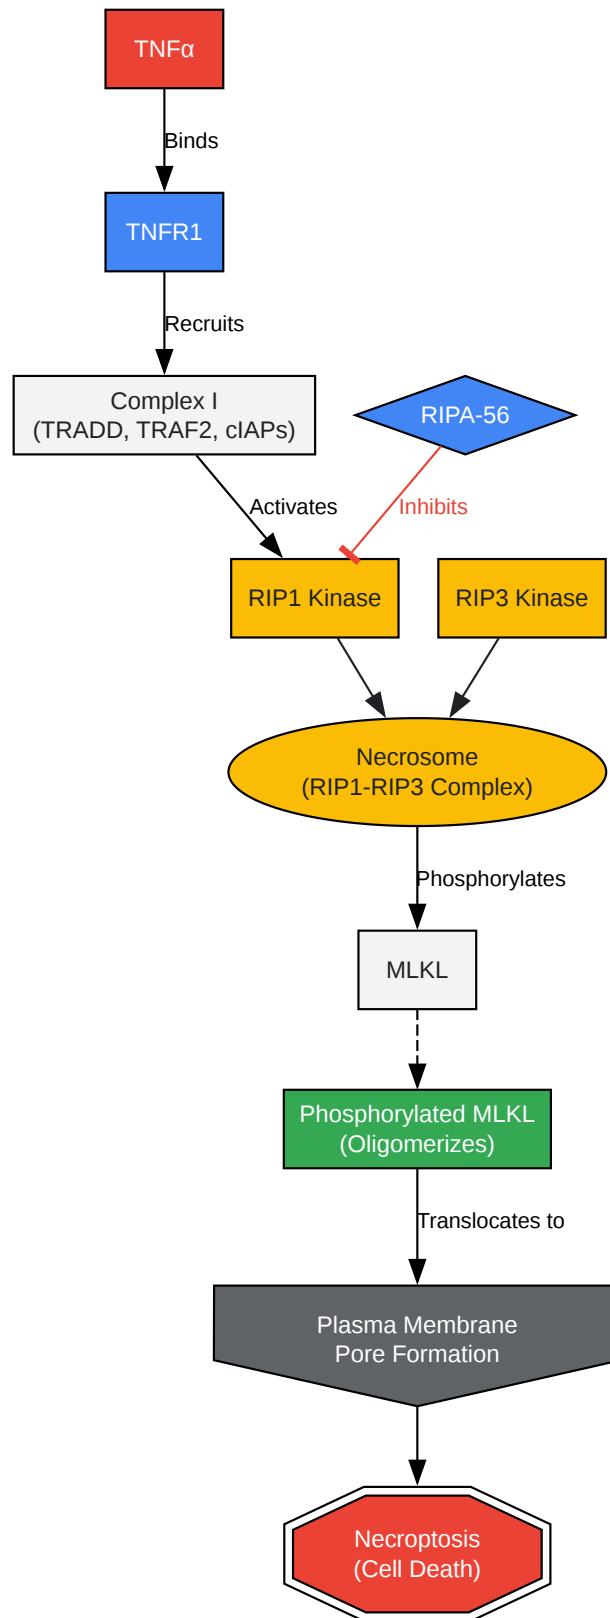 TNFα
Binds
TNFR1
Recruits
Complex I
(TRADD, TRAF2, cIAPs)
RIPA-56
Activates
Inhibits
RIP1 Kinase
RIP3 Kinase
Necrosome
(RIP1-RIP3 Complex)
Phosphorylates
MLKL
Phosphorylated MLKL
(Oligomerizes)
Translocates to
Plasma Membrane
Pore Formation
Necroptosis
(Cell Death)